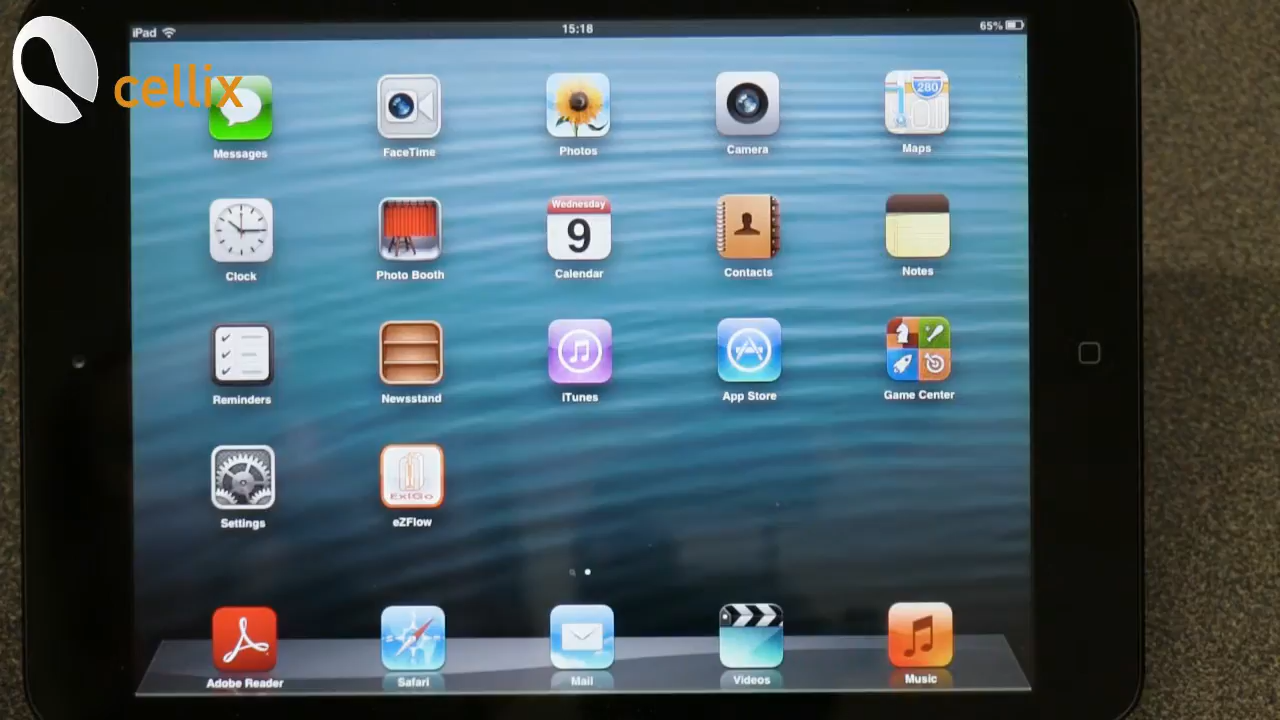 iPad 15:18 65%
cellix
Messages FaceTime Photos Camera Maps
280
Wednesday
9
Clock Photo Booth Calendar Contacts Notes
Reminders Newsstand iTunes App Store Game Center
ExiGo
Settings eZFlow
Adobe Reader Safari Mail Videos Music